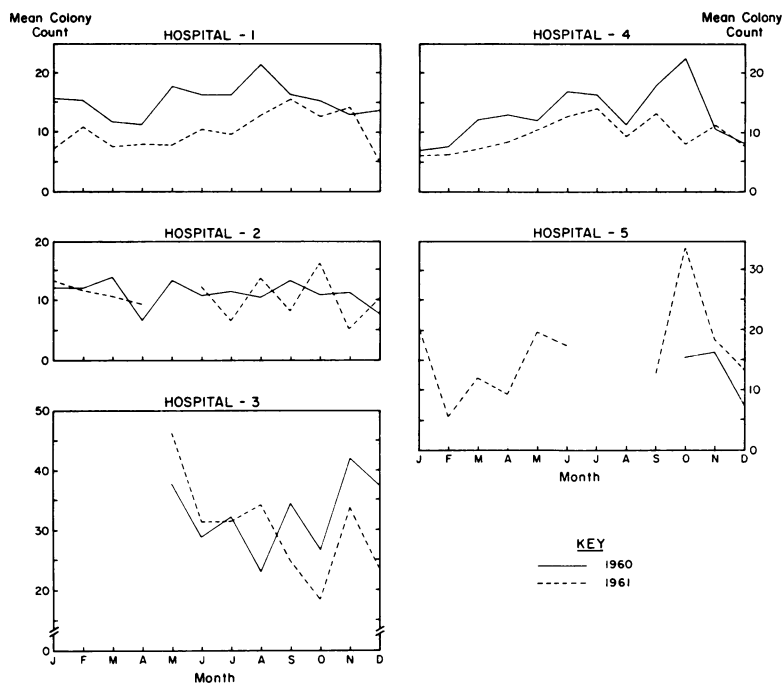 Mean Colony
Count
HOSPITAL - 1
20
10
0
HOSPITAL - 2
20
10
0
HOSPITAL - 3
50
40
30
20
0
J F M A M J J A S O N D
Month
Mean Colony
Count
HOSPITAL - 4
20
10
0
HOSPITAL - 5
30
20
10
0
J F M A M J J A S O N D
Month
KEY
1960
1961